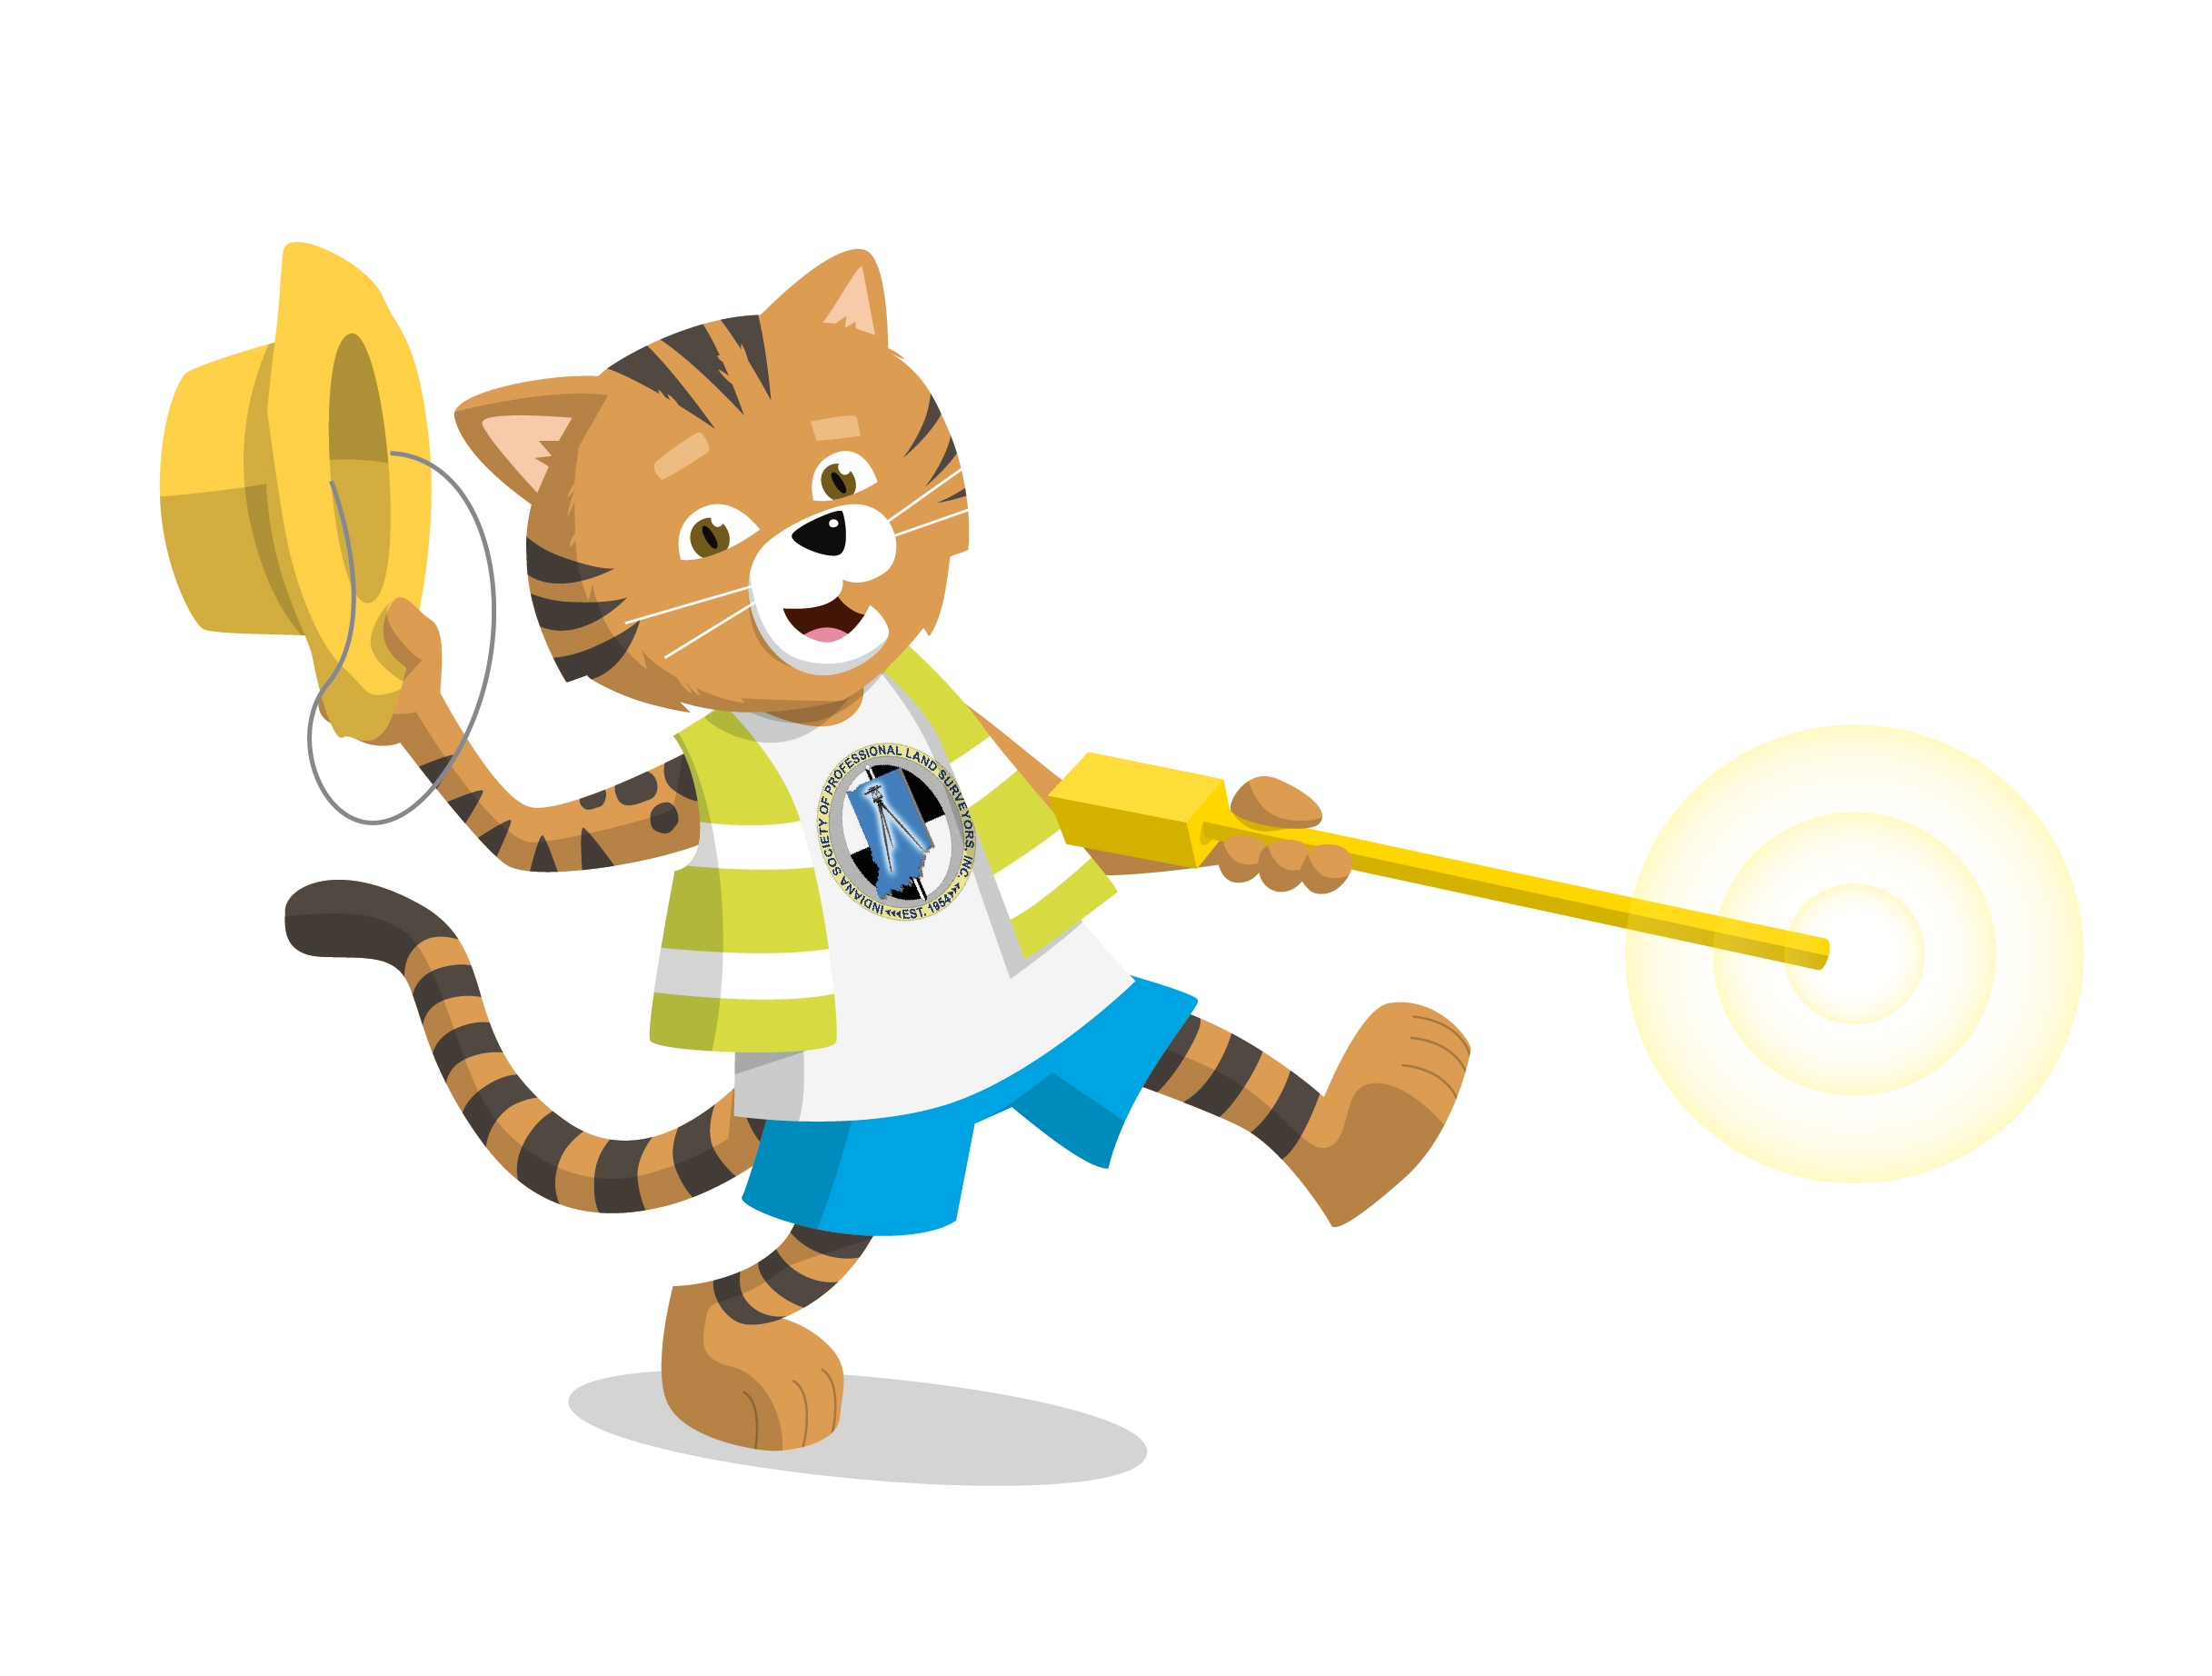 INDIANA SOCIETY OF PROFESSIONAL LAND SURVEYORS, INC.
EST. 1954